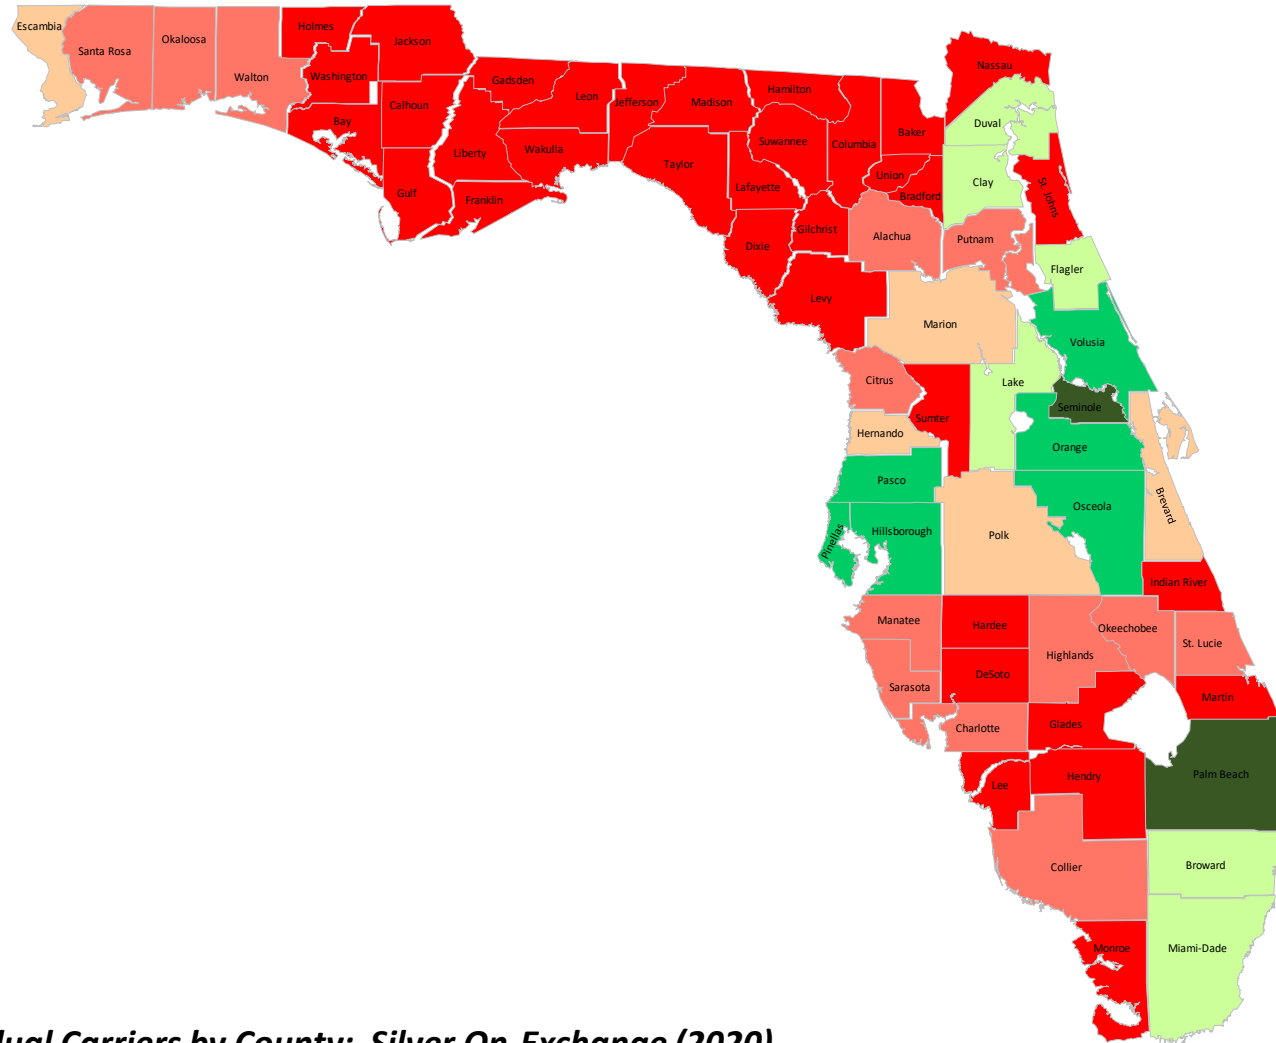 Escambia
Santa Rosa
Okaloosa
Walton
Holmes
Jackson
Washington
Bay
Calhoun
Gulf
Gadsden
Liberty
Franklin
Leon
Wakulla
Jefferson
Madison
Taylor
Hamilton
Suwannee
Lafayette
Columbia
Dixie
Gilchrist
Levy
Baker
Union
Bradford
Nassau
Duval
Clay
St. Johns
Alachua
Putnam
Flagler
Marion
Volusia
Citrus
Lake
Seminole
Sumter
Hernando
Orange
Pasco
Osceola
Brevard
Pinellas
Hillsborough
Polk
Indian River
Manatee
Hardee
Okeechobee
St. Lucie
Highlands
DeSoto
Sarasota
Martin
Charlotte
Glades
Palm Beach
Hendry
Lee
Collier
Broward
Monroe
Miami-Dade
dual Carriers by County: Silver On-Exchange (2020)